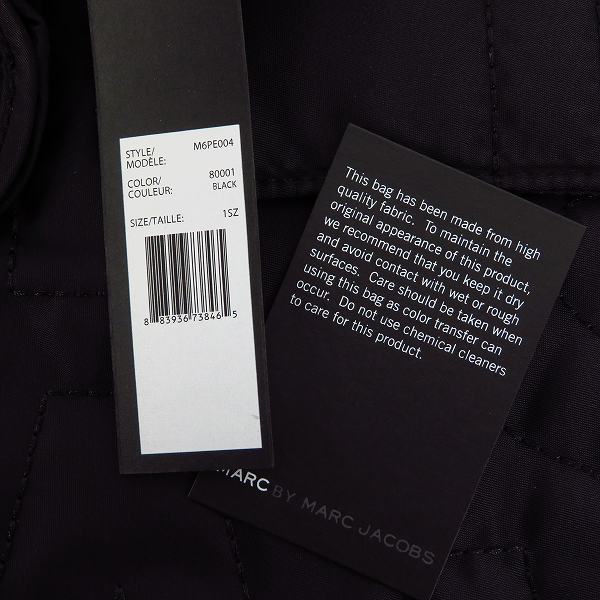 STYLE/
MODÈLE: M6PE004
COLOR/ 80001
COULEUR: BLACK
SIZE/TAILLE: 1SZ
8 83936 73846 5
This bag has been made from high
quality fabric. To maintain the
original appearance of this product,
we recommend that you keep it dry
and avoid contact with wet or rough
surfaces. Care should be taken when
using this bag as color transfer can
occur. Do not use chemical cleaners
to care for this product.
MARC BY MARC JACOBS